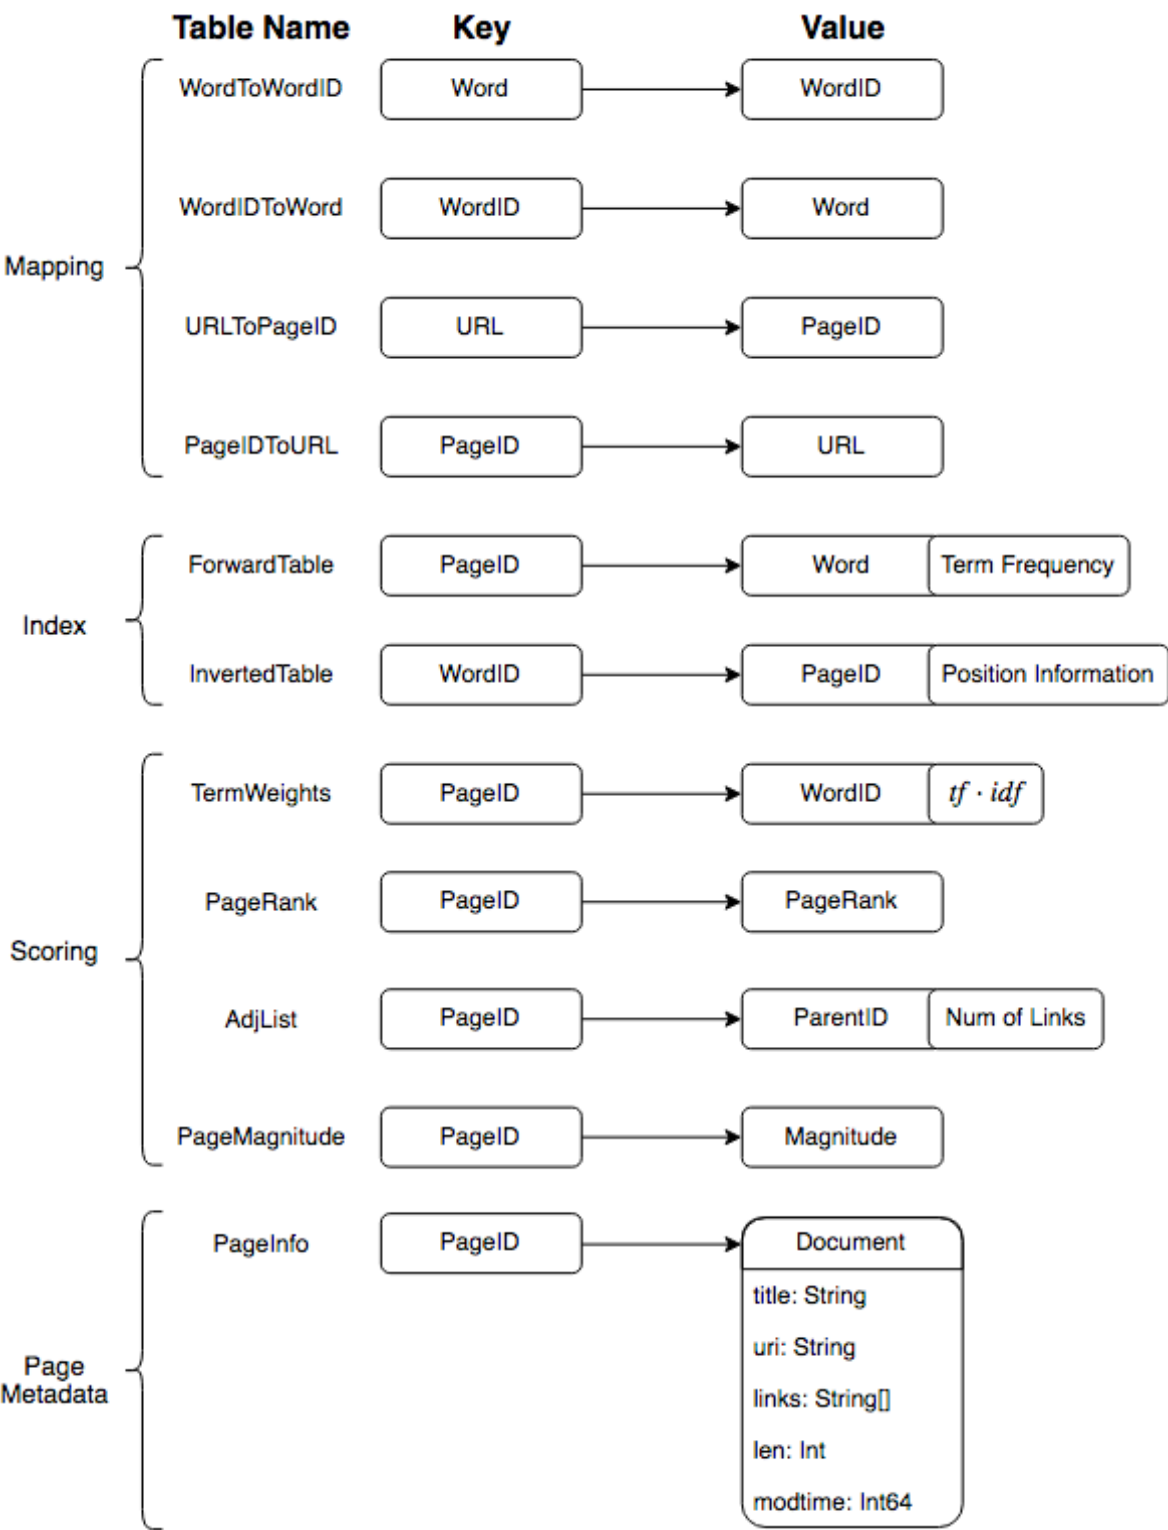 Table Name Key Value
WordToWordID Word WordID
WordIDToWord WordID Word
Mapping
URLToPageID URL PageID
PageIDToURL PageID URL
ForwardTable PageID Word Term Frequency
Index
InvertedTable WordID PageID Position Information
TermWeights PageID WordID tf · idf
PageRank PageID PageRank
Scoring
AdjList PageID ParentID Num of Links
PageMagnitude PageID Magnitude
PageInfo PageID Document
title: String
uri: String
Page
Metadata
links: String[]
len: Int
modtime: Int64